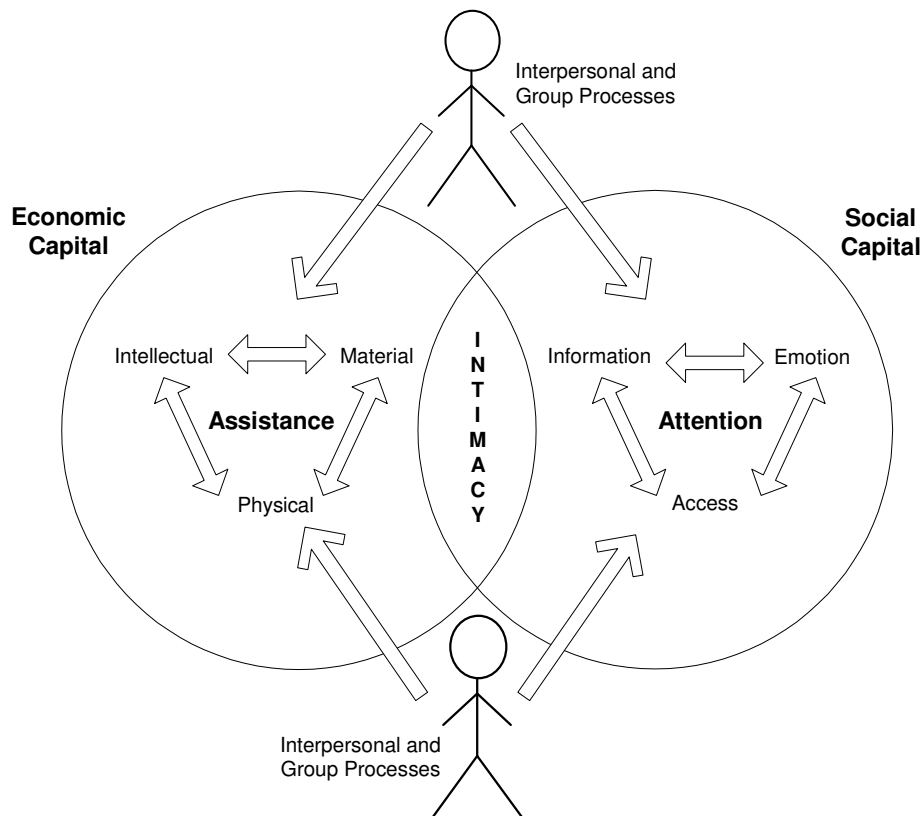 Interpersonal and
Group Processes
Economic
Capital
Social
Capital
INTIMACY
Intellectual
Material
Information
Emotion
Assistance
Attention
Physical
Access
Interpersonal and
Group Processes